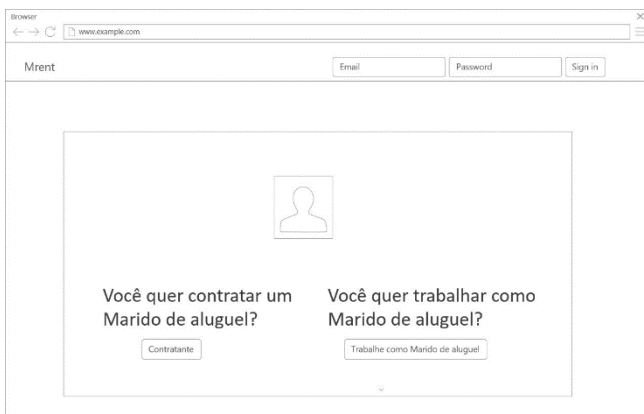 Browser
www.example.com
Mrent
Email
Password
Sign in
Você quer contratar um
Marido de aluguel?
Contratante
Você quer trabalhar como
Marido de aluguel?
Trabalhe como Marido de aluguel